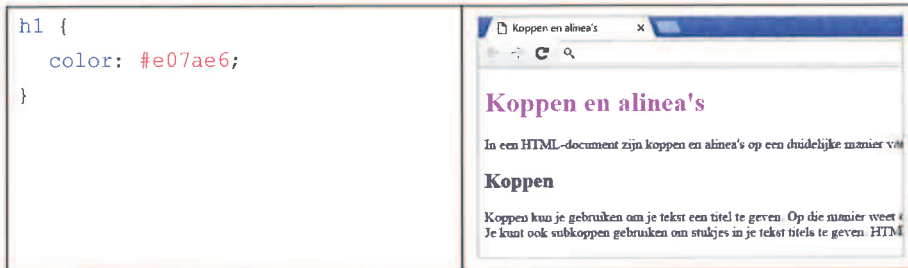 h1 {
color: #e07ae6;
}
Koppen en alinea's x
Koppen en alinea's
In een HTML-document zijn koppen en alinea's op een duidelijke manier
Koppen
Koppen kun je gebruiken om je tekst een titel te geven. Op die manier weet
Je kunt ook subkoppen gebruiken om stukjes in je tekst titels te geven. HTM